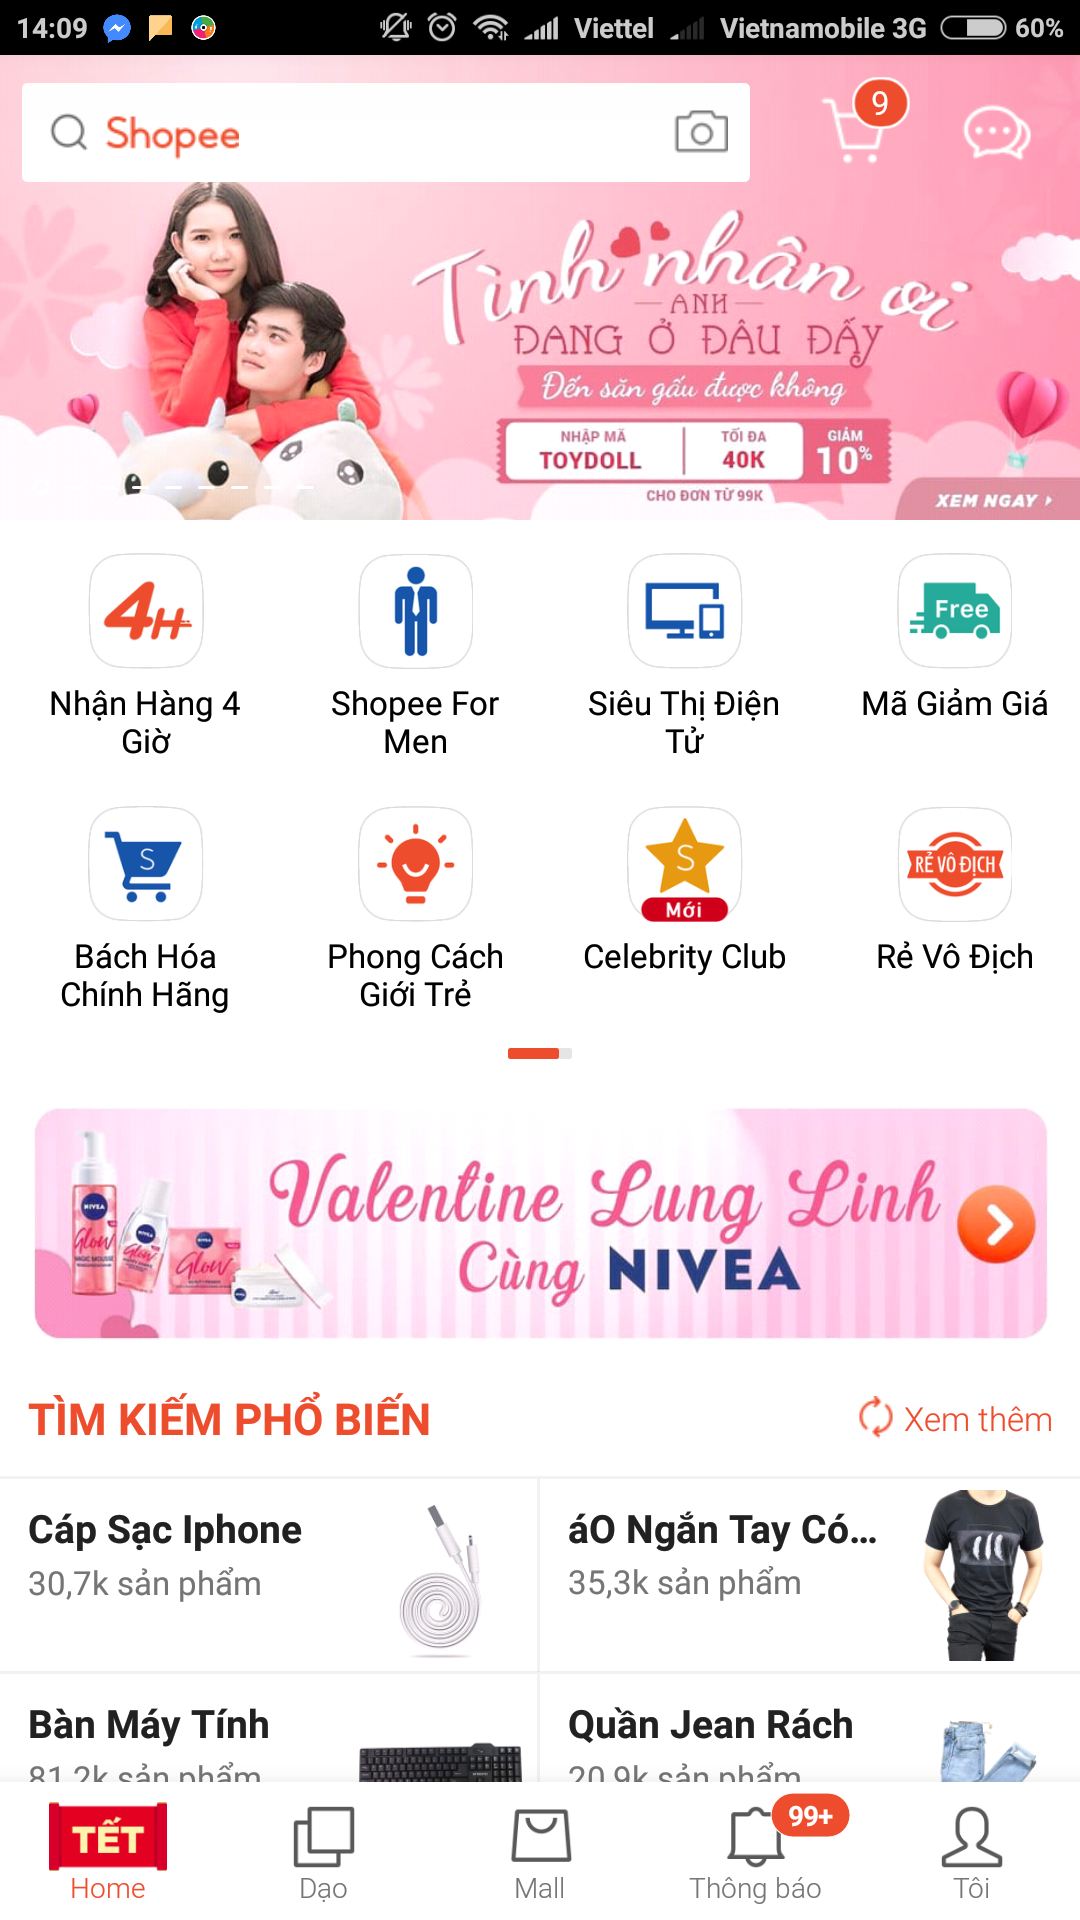 14:09 Viettel Vietnamobile 3G 60%
Shopee
9
Tình nhân ơi
ANH
ĐANG Ở ĐÂU ĐẤY
Đến săn gấu được không
NHẬP MÃ TOYDOLL
TỐI ĐA 40K
GIẢM 10%
CHO ĐƠN TỪ 99K
XEM NGAY
4H
Free
Nhận Hàng 4 Giờ
Shopee For Men
Siêu Thị Điện Tử
Mã Giảm Giá
S
S
Mới
RẺ VÔ ĐỊCH
Bách Hóa Chính Hãng
Phong Cách Giới Trẻ
Celebrity Club
Rẻ Vô Địch
Valentine Lung Linh
Cùng NIVEA
NIVEA
Glow
MAGIC MOUSSE
NIVEA
Glow
NIVEA
Glow
TÌM KIẾM PHỔ BIẾN
Xem thêm
Cáp Sạc Iphone
30,7k sản phẩm
áO Ngắn Tay Có...
35,3k sản phẩm
Bàn Máy Tính
81,2k sản phẩm
Quần Jean Rách
20,9k sản phẩm
TẾT
99+
Home
Dạo
Mall
Thông báo
Tôi